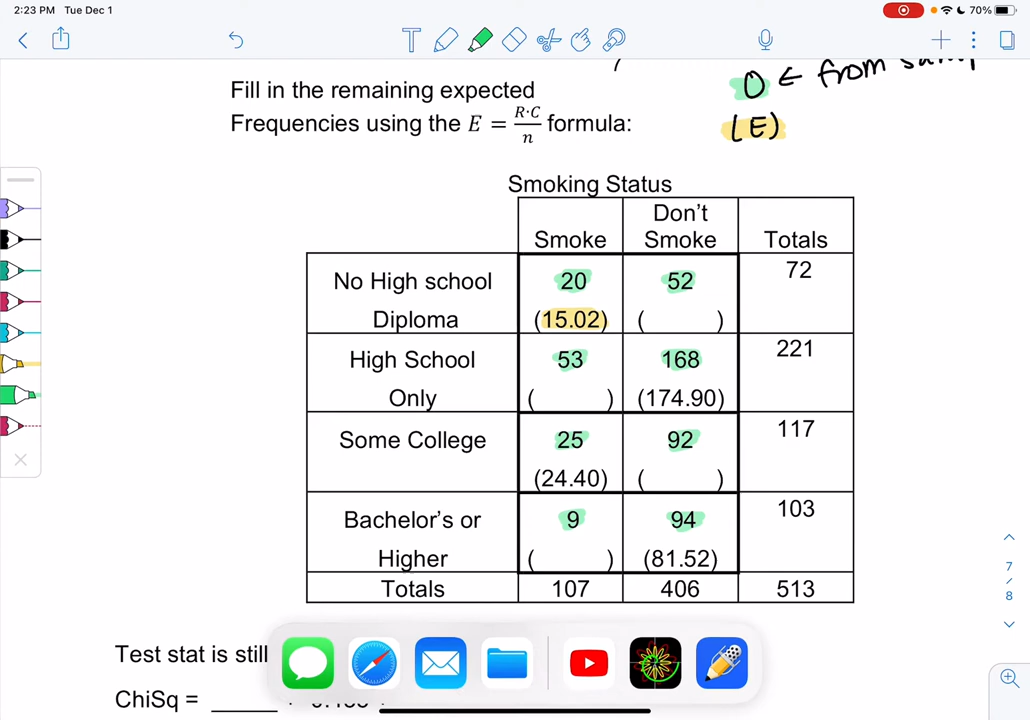 2:23 PM Tue Dec 1
70%
T
Fill in the remaining expected
Frequencies using the E = R·C/n formula:
O ← from
(E)
Smoking Status
Smoke Don't Smoke Totals
No High school Diploma 20 52 72
(15.02) ( )
High School Only 53 168 221
( ) (174.90)
Some College 25 92 117
(24.40) ( )
Bachelor's or Higher 9 94 103
( ) (81.52)
Totals 107 406 513
Test stat is still
ChiSq = ______
7
/
8